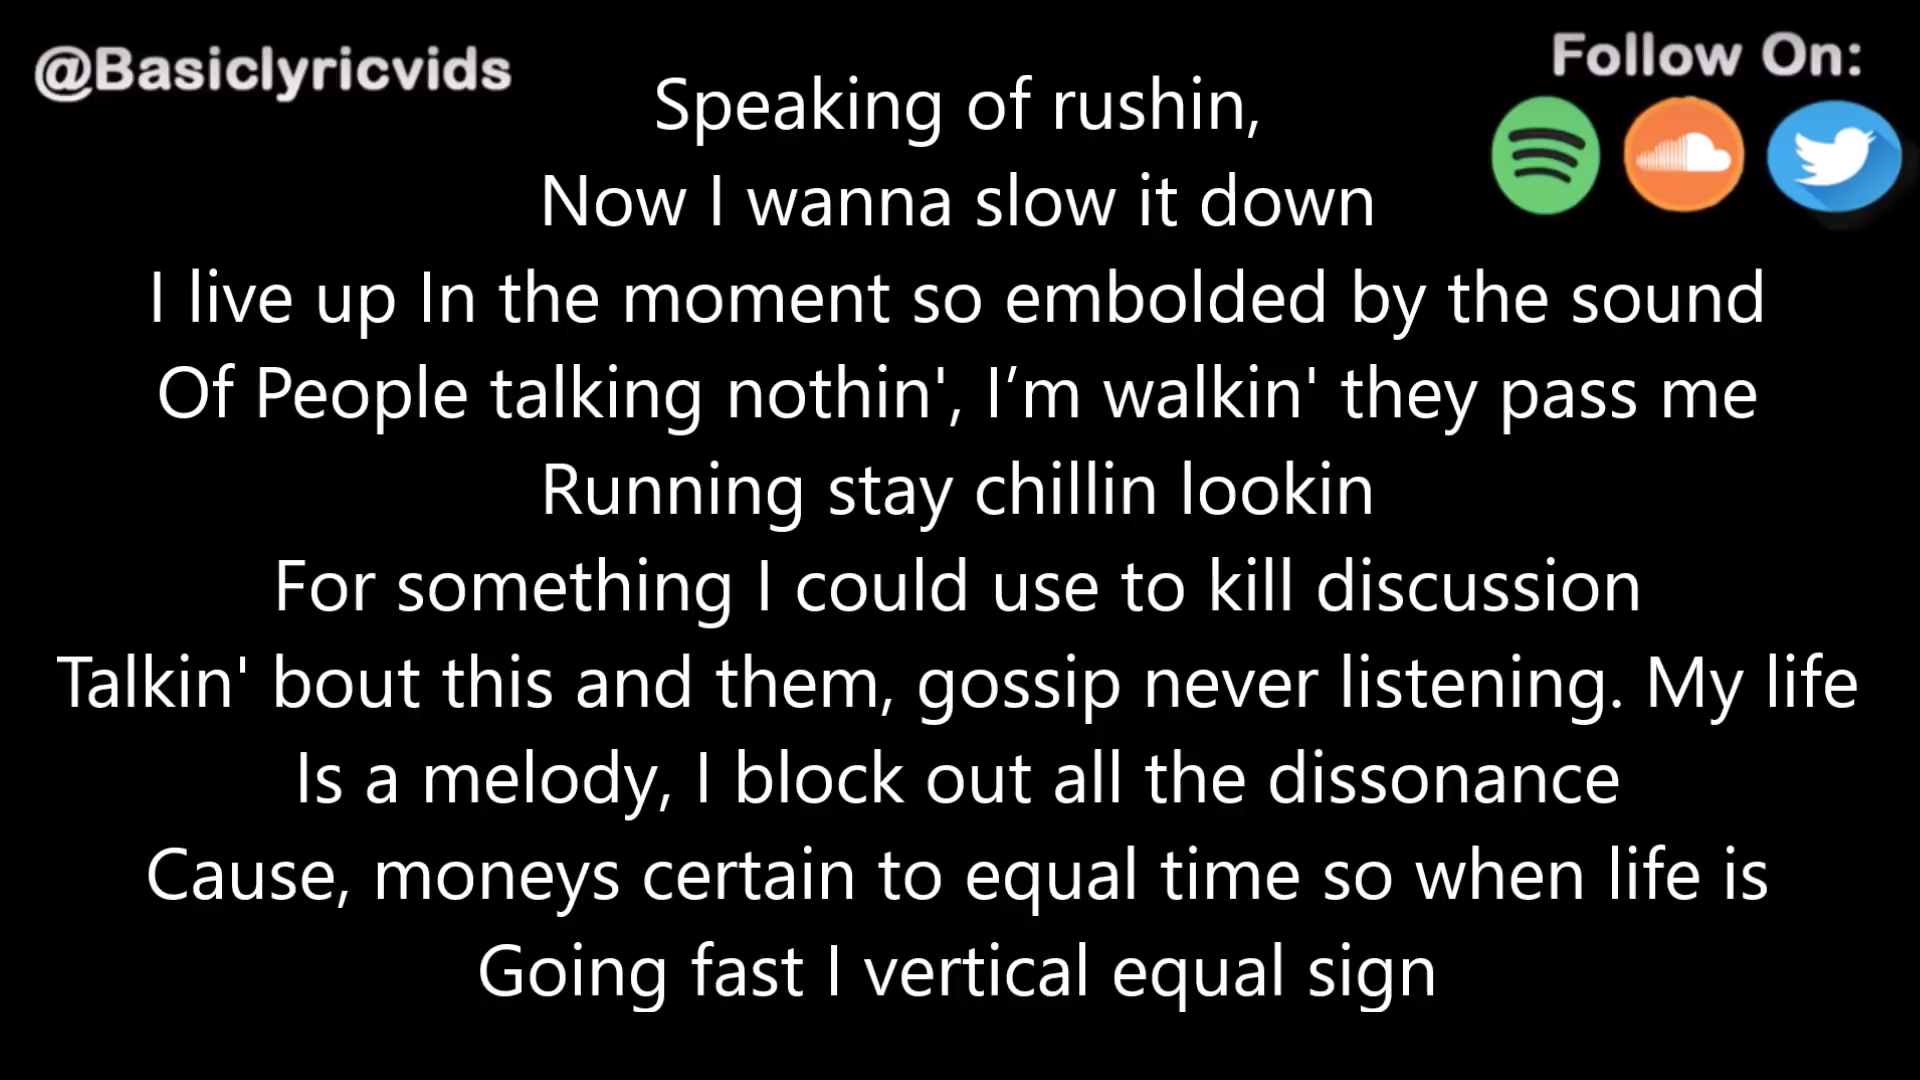 @Basiclyricvids
Follow On:
Speaking of rushin,
Now I wanna slow it down
I live up In the moment so embolded by the sound
Of People talking nothin', I’m walkin' they pass me
Running stay chillin lookin
For something I could use to kill discussion
Talkin' bout this and them, gossip never listening. My life
Is a melody, I block out all the dissonance
Cause, moneys certain to equal time so when life is
Going fast I vertical equal sign